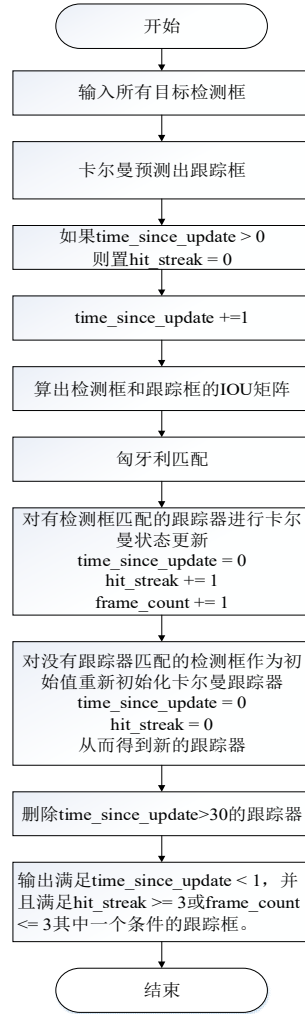 开始
输入所有目标检测框
卡尔曼预测出跟踪框
如果time_since_update > 0
则置hit_streak = 0
time_since_update +=1
算出检测框和跟踪框的IOU矩阵
匈牙利匹配
对有检测框匹配的跟踪器进行卡尔
曼状态更新
time_since_update = 0
hit_streak += 1
frame_count += 1
对没有跟踪器匹配的检测框作为初
始值重新初始化卡尔曼跟踪器
time_since_update = 0
hit_streak = 0
从而得到新的跟踪器
删除time_since_update>30的跟踪器
输出满足time_since_update < 1，并
且满足hit_streak >= 3或frame_count
<= 3其中一个条件的跟踪框。
结束